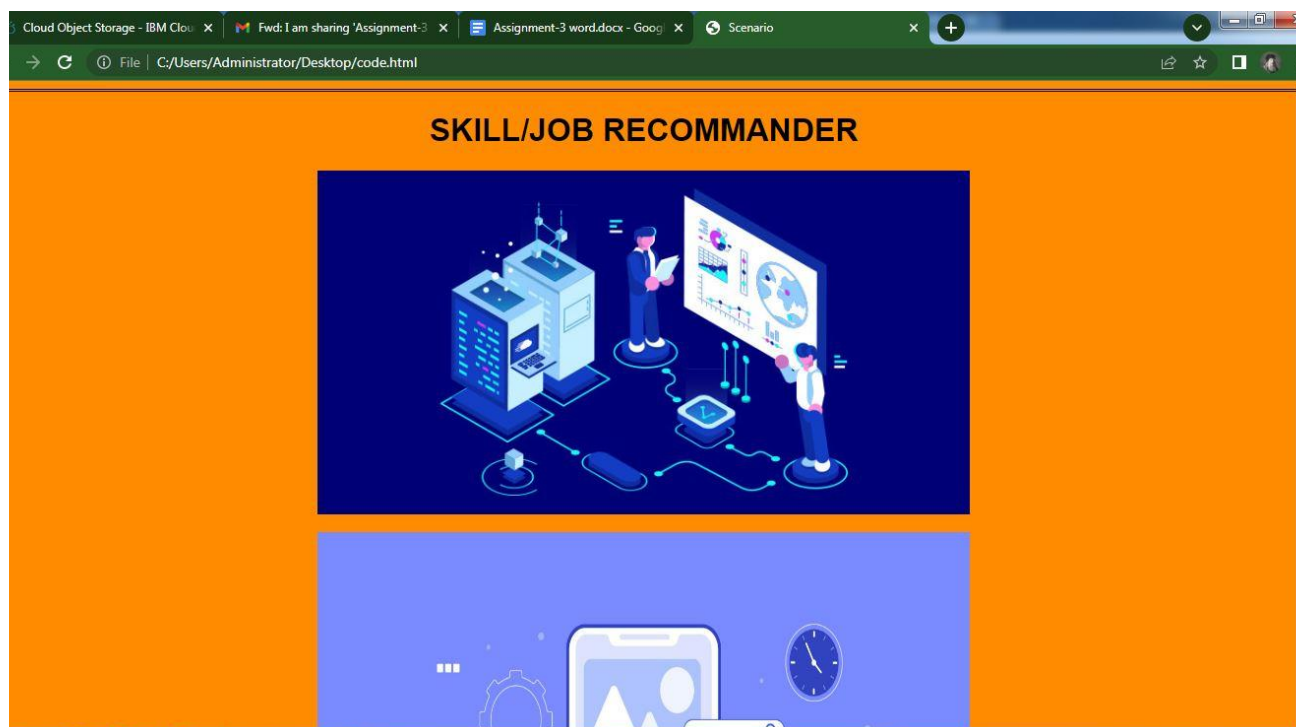 Cloud Object Storage - IBM Clou
Fwd: I am sharing 'Assignment-3
Assignment-3 word.docx - Goog
Scenario
File
C:/Users/Administrator/Desktop/code.html
SKILL/JOB RECOMMANDER